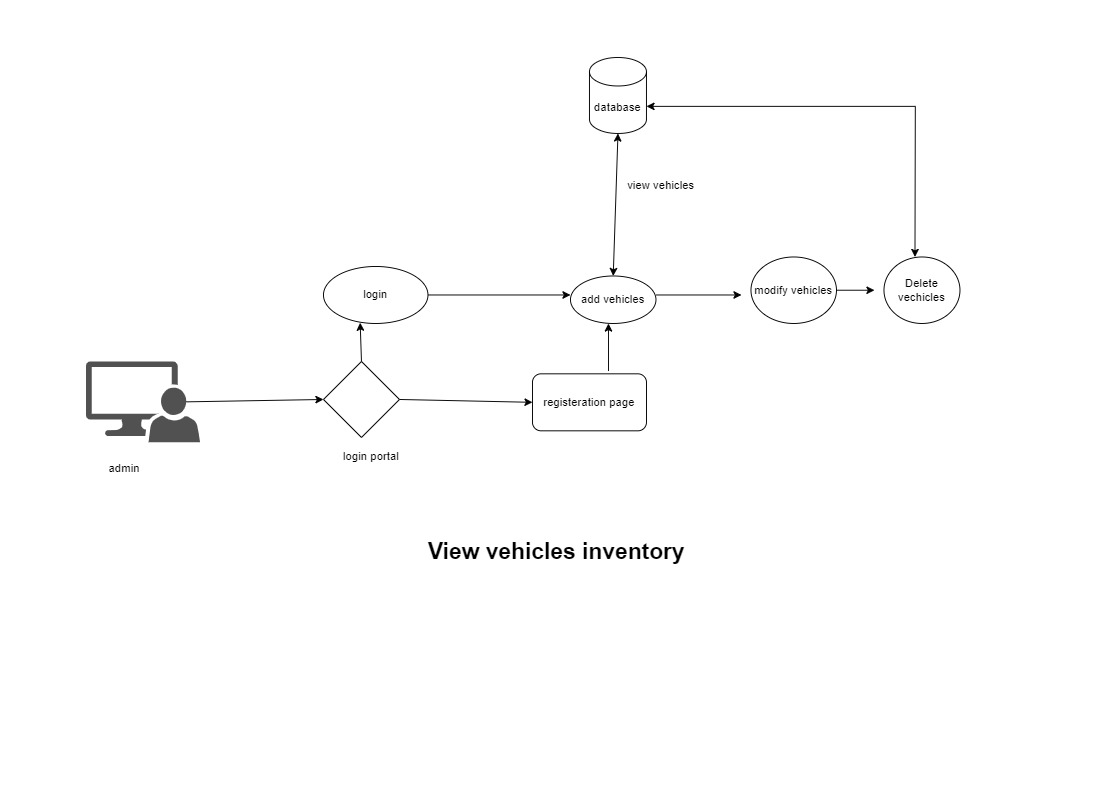 database
view vehicles
login
add vehicles
modify vehicles
Delete
vechicles
registeration page
login portal
admin
View vehicles inventory